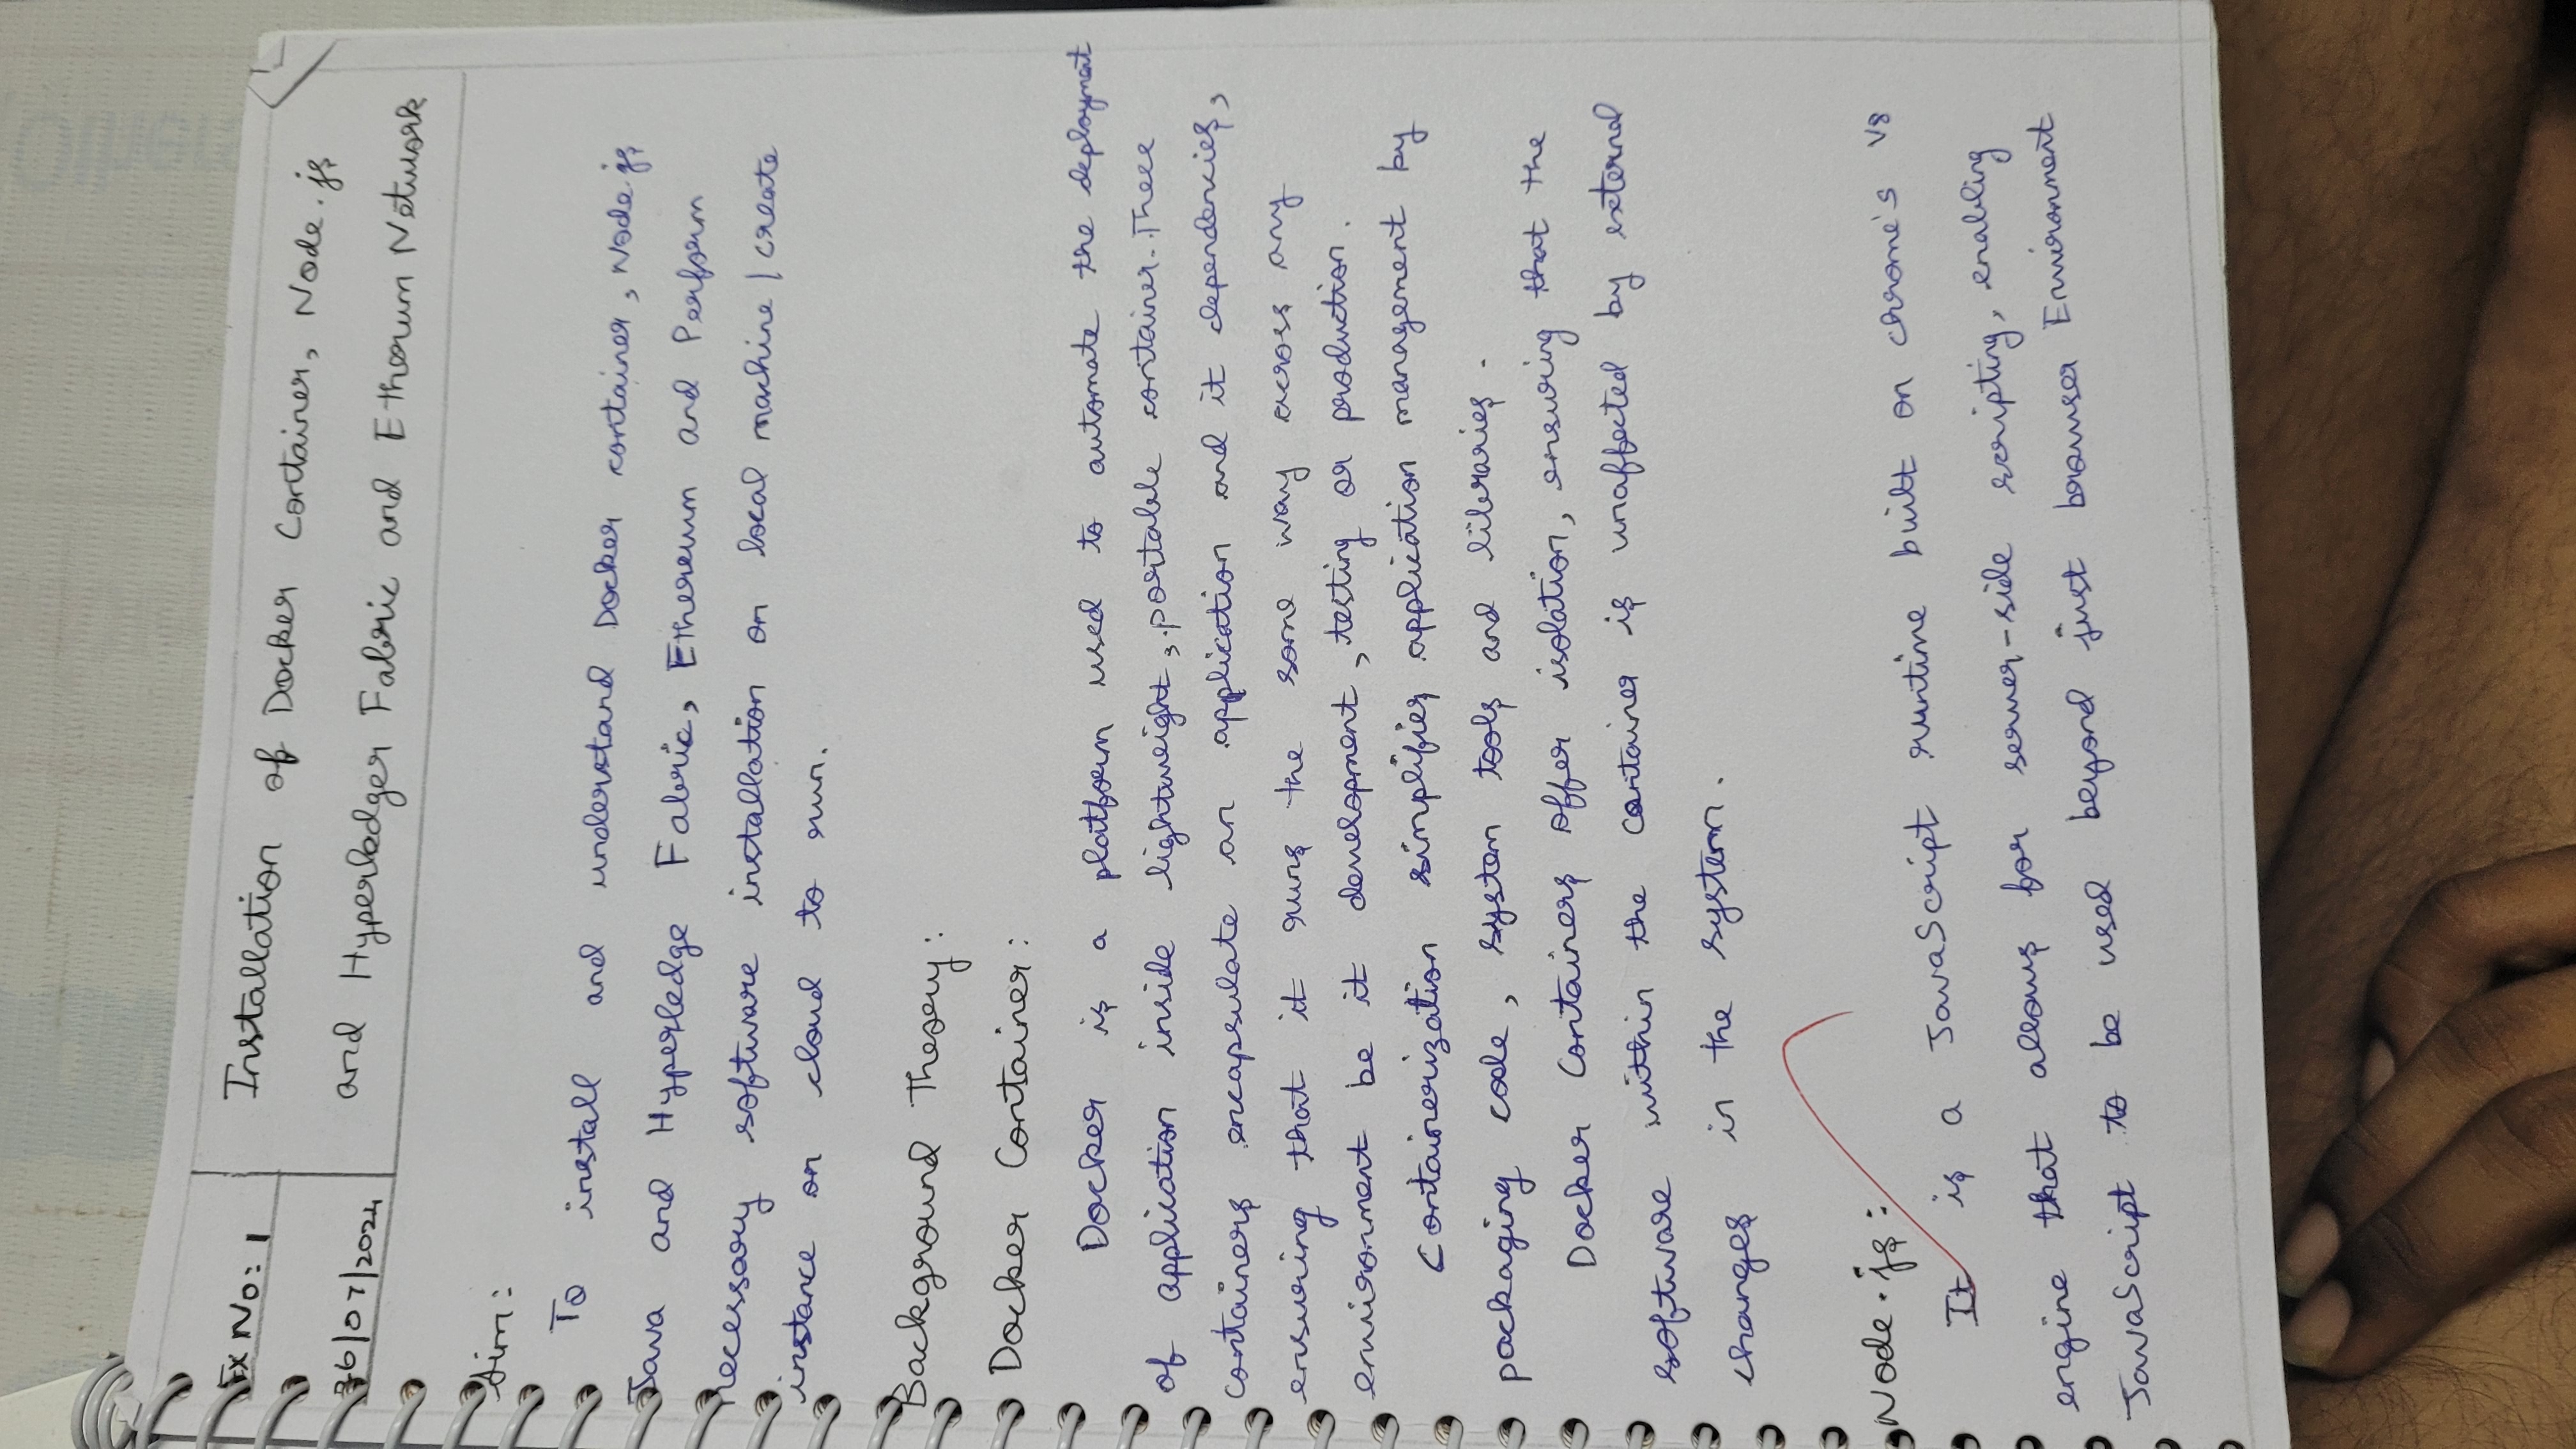 Ex No: 1
Installation of Docker Container, Node.js
and Hyperledger Fabric and Etherum Network
26/07/2024
Aim:
To install and understand Docker container, Node.js
Java and Hyperledge Fabric, Ethereum and Perform
necessary software installation on local machine / create
instance on cloud to run.
Background Theory:
Docker Container:
Docker is a platform used to automate the deployment
of application inside lightweight, portable container. These
containers encapsulate an application and it dependencies,
ensuring that it runs the same way across any
environment be it development, testing or production.
Containerization simplifies application management by
packaging code, system tools and libraries.
Docker Containers offer isolation, ensuring that the
software within the container is unaffected by external
changes in the system.
Node.js:
It is a JavaScript runtime built on chrome's V8
engine that allows for server-side scripting, enabling
JavaScript to be used beyond just browser Environment